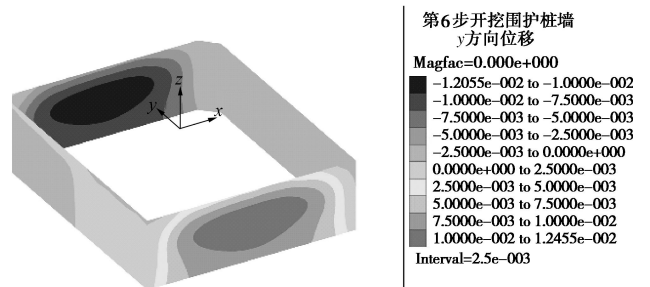 z
y
x
第6步开挖围护桩墙
y方向位移
Magfac=0.000e+000
−1.2055e−002 to −1.0000e−002
−1.0000e−002 to −7.5000e−003
−7.5000e−003 to −5.0000e−003
−5.0000e−003 to −2.5000e−003
−2.5000e−003 to 0.0000e+000
0.0000e+000 to 2.5000e−003
2.5000e−003 to 5.0000e−003
5.0000e−003 to 7.5000e−003
7.5000e−003 to 1.0000e−002
1.0000e−002 to 1.2455e−002
Interval=2.5e−003